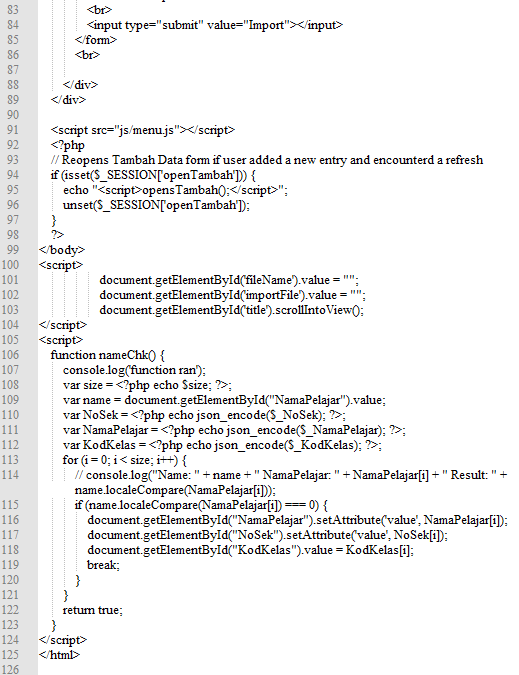 83 <br>
84 <input type="submit" value="Import"></input>
85 </form>
86 <br>
87
88 </div>
89 </div>
90
91 <script src="js/menu.js"></script>
92 <?php
93 // Reopens Tambah Data form if user added a new entry and encounterd a refresh
94 if (isset($_SESSION['openTambah'])) {
95 echo "<script>opensTambah();</script>";
96 unset($_SESSION['openTambah']);
97 }
98 ?>
99 </body>
100 <script>
101 document.getElementById('fileName').value = "";
102 document.getElementById('importFile').value = "";
103 document.getElementById('title').scrollIntoView();
104 </script>
105 <script>
106 function nameChk() {
107 console.log('function ran');
108 var size = <?php echo $size; ?>;
109 var name = document.getElementById("NamaPelajar").value;
110 var NoSek = <?php echo json_encode($_NoSek); ?>;
111 var NamaPelajar = <?php echo json_encode($_NamaPelajar); ?>;
112 var KodKelas = <?php echo json_encode($_KodKelas); ?>;
113 for (i = 0; i < size; i++) {
114 // console.log("Name: " + name + " NamaPelajar: " + NamaPelajar[i] + " Result: " +
name.localeCompare(NamaPelajar[i]));
115 if (name.localeCompare(NamaPelajar[i]) === 0) {
116 document.getElementById("NamaPelajar").setAttribute('value', NamaPelajar[i]);
117 document.getElementById("NoSek").setAttribute('value', NoSek[i]);
118 document.getElementById("KodKelas").value = KodKelas[i];
119 break;
120 }
121 }
122 return true;
123 }
124 </script>
125 </html>
126